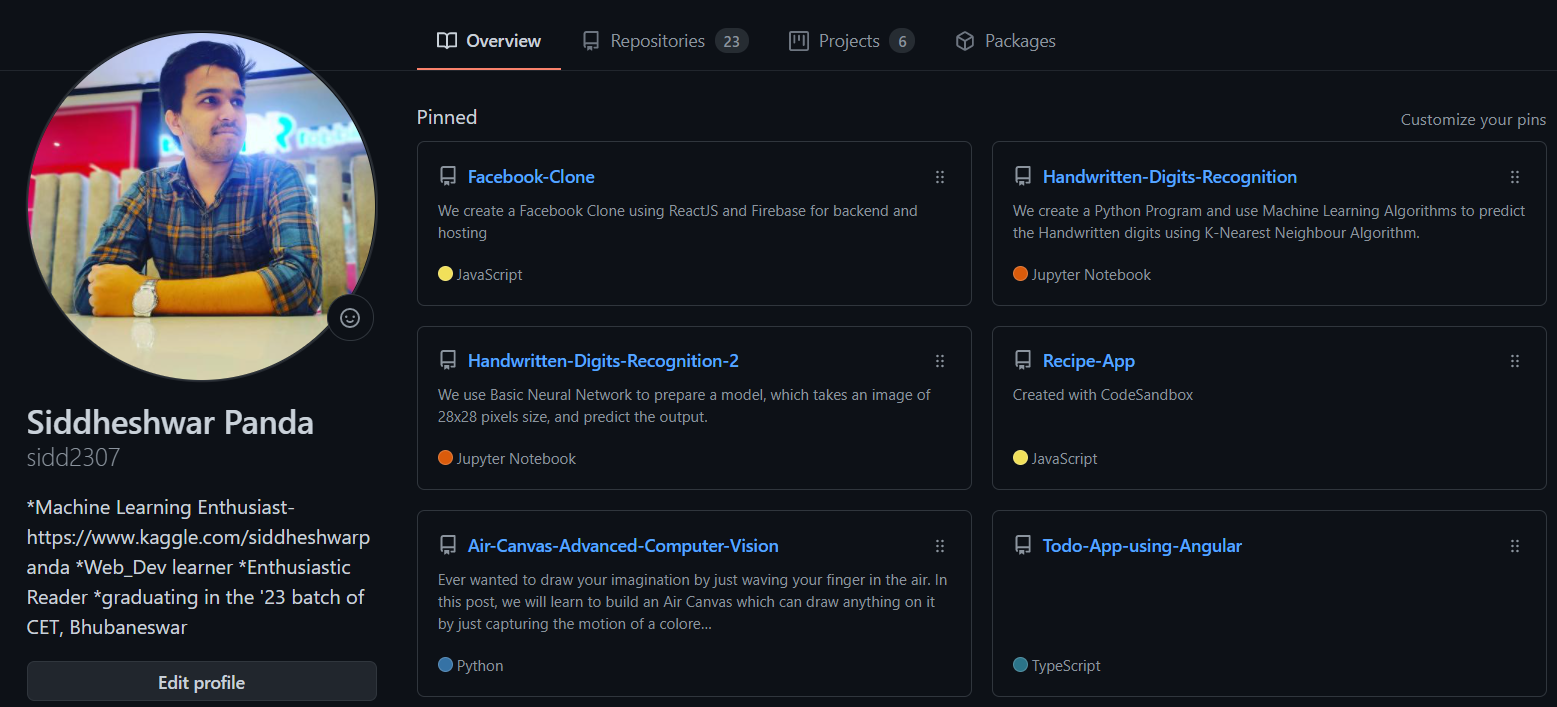 Overview
Repositories 23
Projects 6
Packages
Siddheshwar Panda
sidd2307
*Machine Learning Enthusiast-
https://www.kaggle.com/siddheshwarp
anda *Web_Dev learner *Enthusiastic
Reader *graduating in the '23 batch of
CET, Bhubaneswar
Edit profile
Pinned
Customize your pins
Facebook-Clone
We create a Facebook Clone using ReactJS and Firebase for backend and
hosting
JavaScript
Handwritten-Digits-Recognition
We create a Python Program and use Machine Learning Algorithms to predict
the Handwritten digits using K-Nearest Neighbour Algorithm.
Jupyter Notebook
Handwritten-Digits-Recognition-2
We use Basic Neural Network to prepare a model, which takes an image of
28x28 pixels size, and predict the output.
Jupyter Notebook
Recipe-App
Created with CodeSandbox
JavaScript
Air-Canvas-Advanced-Computer-Vision
Ever wanted to draw your imagination by just waving your finger in the air. In
this post, we will learn to build an Air Canvas which can draw anything on it
by just capturing the motion of a colore...
Python
Todo-App-using-Angular
TypeScript